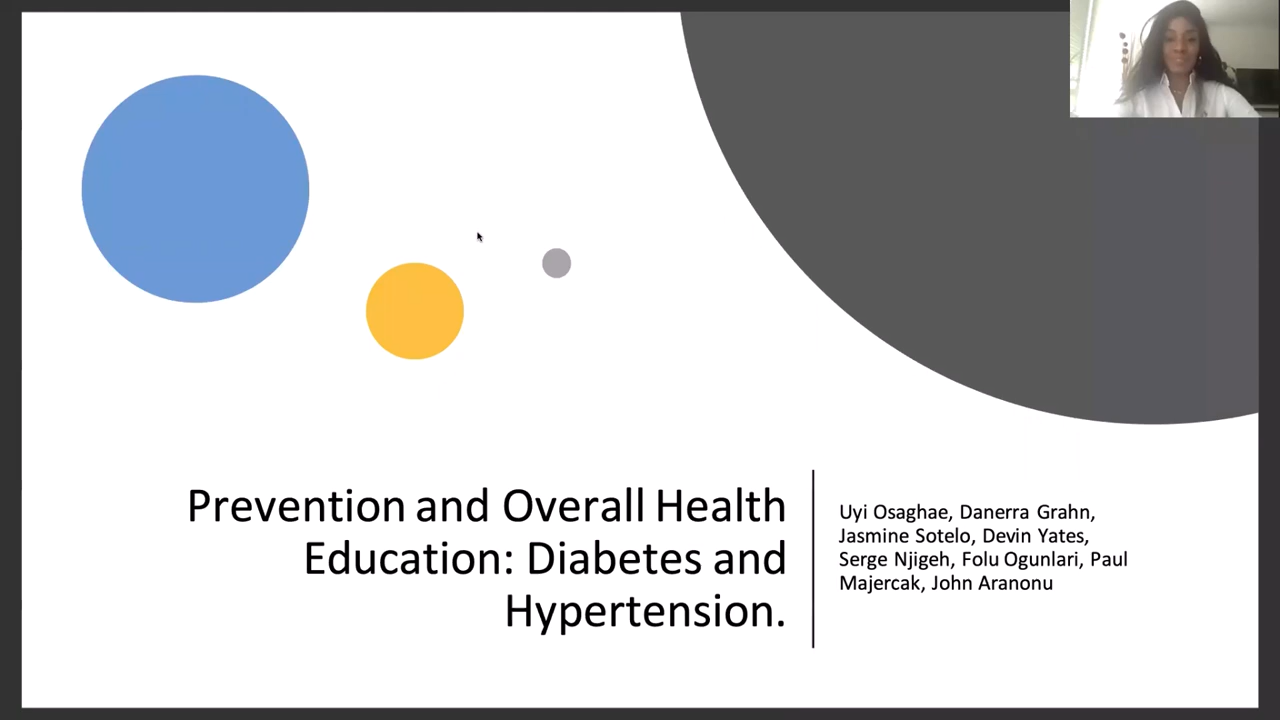 Prevention and Overall Health
Education: Diabetes and
Hypertension.
Uyi Osaghae, Danerra Grahn,
Jasmine Sotelo, Devin Yates,
Serge Njigeh, Folu Ogunlari, Paul
Majercak, John Aranonu